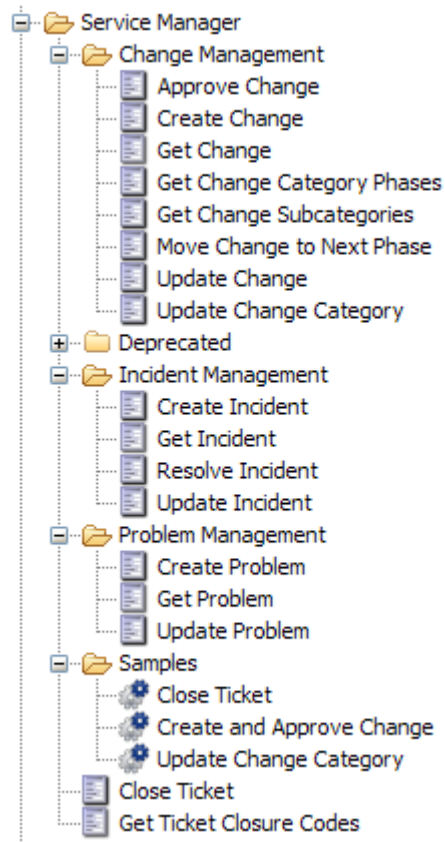 Service Manager
Change Management
Approve Change
Create Change
Get Change
Get Change Category Phases
Get Change Subcategories
Move Change to Next Phase
Update Change
Update Change Category
Deprecated
Incident Management
Create Incident
Get Incident
Resolve Incident
Update Incident
Problem Management
Create Problem
Get Problem
Update Problem
Samples
Close Ticket
Create and Approve Change
Update Change Category
Close Ticket
Get Ticket Closure Codes